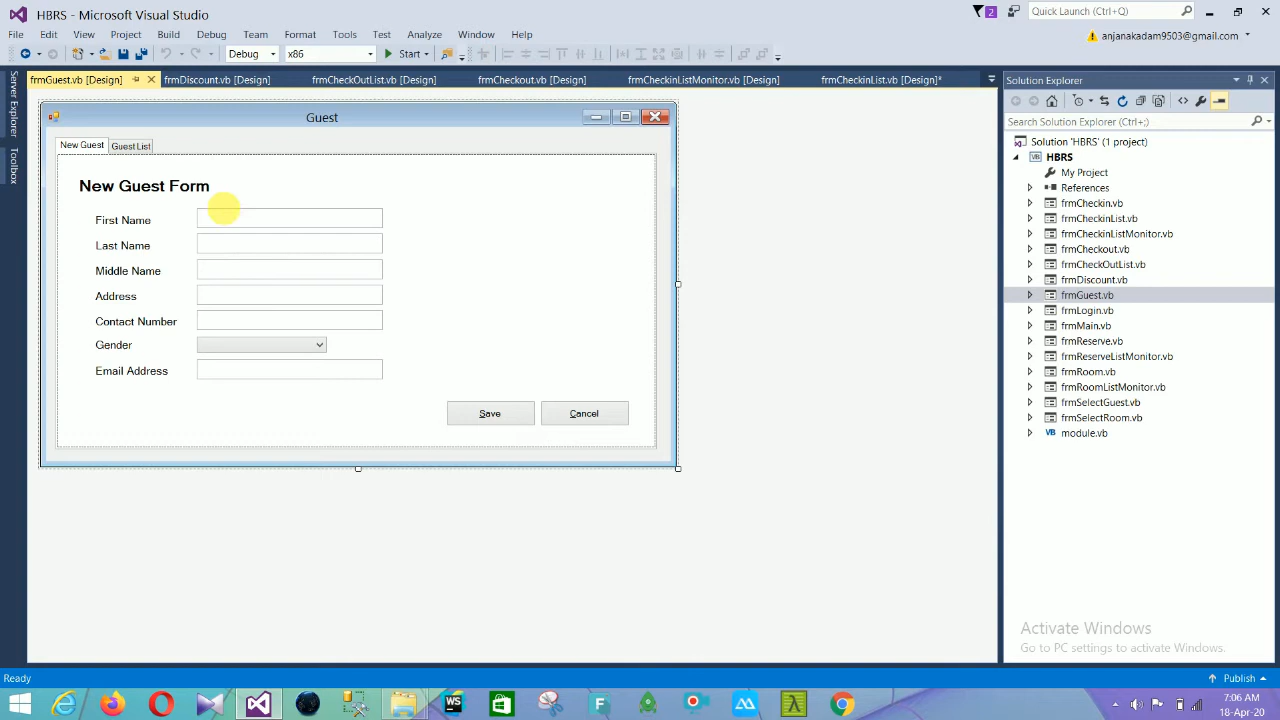 HBRS - Microsoft Visual Studio
2
Quick Launch (Ctrl+Q)
File Edit View Project Build Debug Team Format Tools Test Analyze Window Help
anjanakadam9503@gmail.com
Debug x86 Start
frmGuest.vb [Design] frmDiscount.vb [Design] frmCheckOutList.vb [Design] frmCheckout.vb [Design] frmCheckinListMonitor.vb [Design] frmCheckinList.vb [Design]*
Server Explorer
Toolbox
Guest
New Guest Guest List
New Guest Form
First Name
Last Name
Middle Name
Address
Contact Number
Gender
Email Address
Save Cancel
Solution Explorer
Search Solution Explorer (Ctrl+;)
Solution 'HBRS' (1 project)
VB HBRS
My Project
References
frmCheckin.vb
frmCheckinList.vb
frmCheckinListMonitor.vb
frmCheckout.vb
frmCheckOutList.vb
frmDiscount.vb
frmGuest.vb
frmLogin.vb
frmMain.vb
frmReserve.vb
frmReserveListMonitor.vb
frmRoom.vb
frmRoomListMonitor.vb
frmSelectGuest.vb
frmSelectRoom.vb
VB module.vb
Activate Windows
Go to PC settings to activate Windows.
Ready
Publish
WS
F
7:06 AM
18-Apr-20